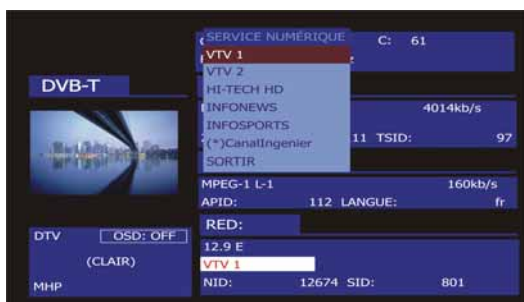 SERVICE NUMÉRIQUE
C: 61
VTV 1
VTV 2
DVB-T
HI-TECH HD
INFONEWS
4014kb/s
INFOSPORTS
11 TSID: 97
(*)CanalIngenier
SORTIR
MPEG-1 L-1 160kb/s
APID: 112 LANGUE: fr
RED:
DTV OSD: OFF
12.9 E
(CLAIR)
VTV 1
MHP
NID: 12674 SID: 801